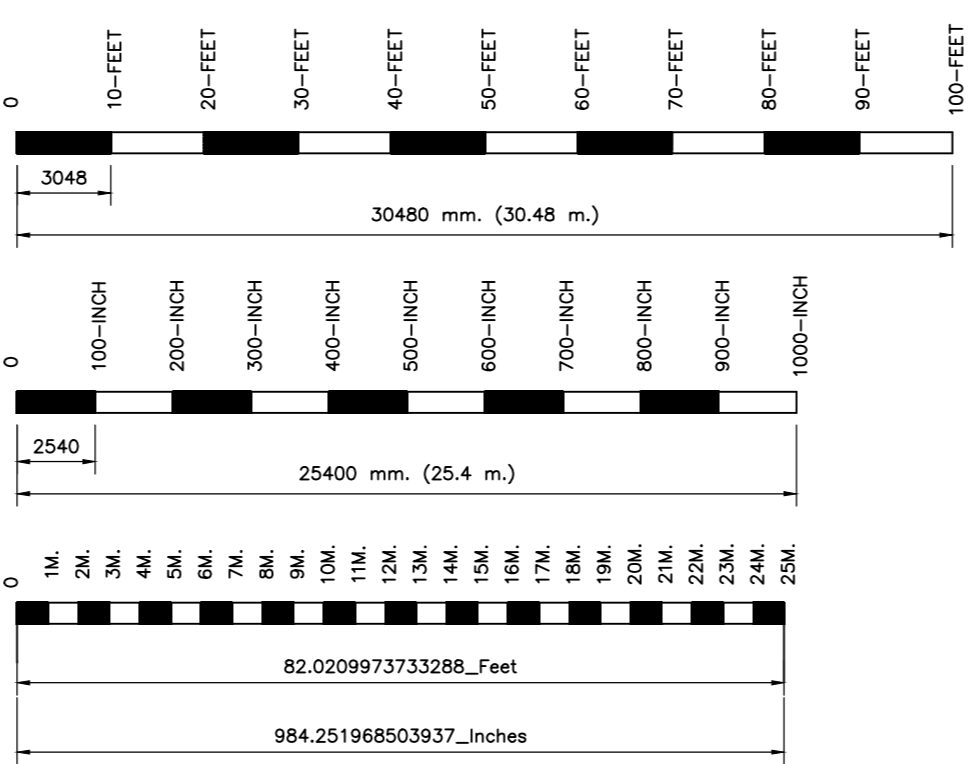 0 10-FEET 20-FEET 30-FEET 40-FEET 50-FEET 60-FEET 70-FEET 80-FEET 90-FEET 100-FEET
3048
30480 mm. (30.48 m.)
0 100-INCH 200-INCH 300-INCH 400-INCH 500-INCH 600-INCH 700-INCH 800-INCH 900-INCH 1000-INCH
2540
25400 mm. (25.4 m.)
0 1M. 2M. 3M. 4M. 5M. 6M. 7M. 8M. 9M. 10M. 11M. 12M. 13M. 14M. 15M. 16M. 17M. 18M. 19M. 20M. 21M. 22M. 23M. 24M. 25M.
82.0209973733288_Feet
984.251968503937_Inches